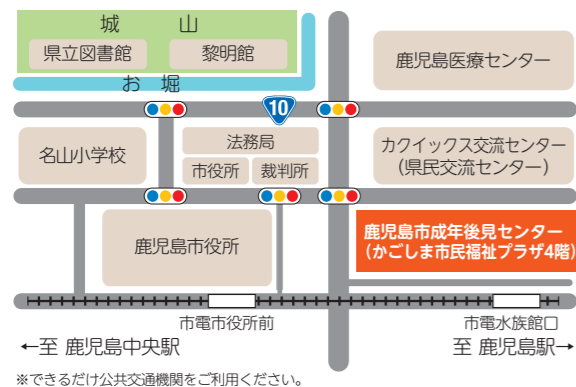 城 山
県立図書館
黎明館
お 堀
10
鹿児島医療センター
法務局
市役所
裁判所
名山小学校
カクイックス交流センター
(県民交流センター)
鹿児島市役所
鹿児島市成年後見センター
(かごしま市民福祉プラザ4階)
市電市役所前
市電水族館口
←至 鹿児島中央駅
至 鹿児島駅→
※できるだけ公共交通機関をご利用ください。